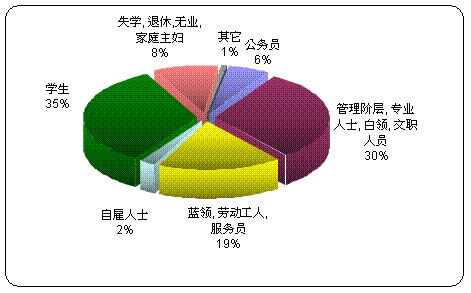 失学, 退休,无业,
家庭主妇
8%
其它
1%
公务员
6%
学生
35%
管理阶层, 专业
人士, 白领, 文职
人员
30%
自雇人士
2%
蓝领, 劳动工人,
服务员
19%